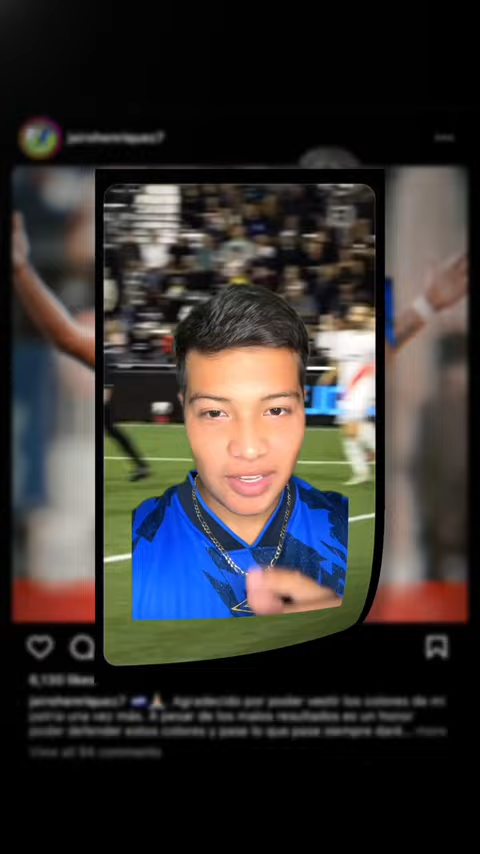 jairohenriquez7
6,130 likes
jairohenriquez7 🇸🇻 🙏 . Agradecido por poder vestir los colores de mi
patria una vez más. A pesar de los malos resultados es un honor
poder defender estos colores y pase lo que pase siempre daré... more
View all 94 comments